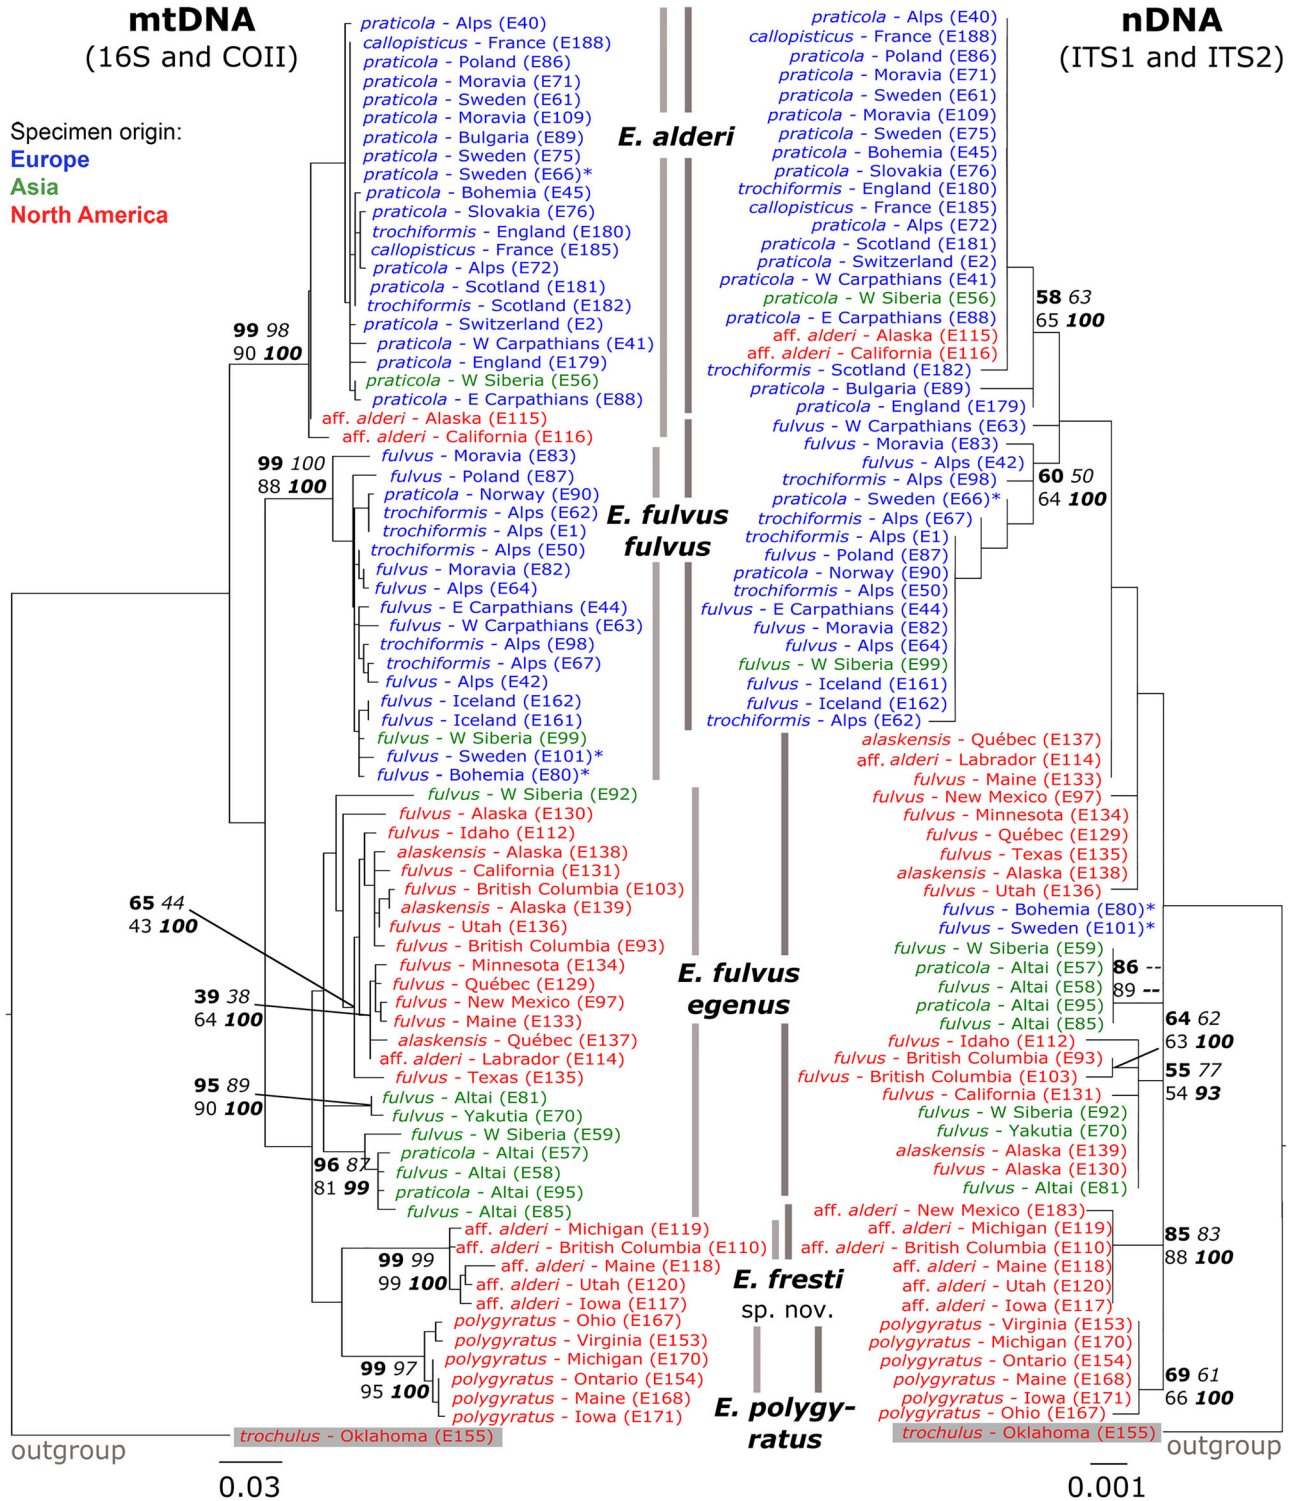 mtDNA
(16S and COII)
Specimen origin:
Europe
Asia
North America
praticola - Alps (E40)
callopisticus - France (E188)
praticola - Poland (E86)
praticola - Moravia (E71)
praticola - Sweden (E61)
praticola - Moravia (E109)
praticola - Bulgaria (E89)
praticola - Sweden (E75)
praticola - Sweden (E66)*
praticola - Bohemia (E45)
praticola - Slovakia (E76)
trochiformis - England (E180)
callopisticus - France (E185)
praticola - Alps (E72)
praticola - Scotland (E181)
trochiformis - Scotland (E182)
praticola - Switzerland (E2)
praticola - W Carpathians (E41)
praticola - England (E179)
praticola - W Siberia (E56)
praticola - E Carpathians (E88)
aff. alderi - Alaska (E115)
aff. alderi - California (E116)
fulvus - Moravia (E83)
fulvus - Poland (E87)
praticola - Norway (E90)
trochiformis - Alps (E62)
trochiformis - Alps (E1)
trochiformis - Alps (E50)
fulvus - Moravia (E82)
fulvus - Alps (E64)
fulvus - E Carpathians (E44)
fulvus - W Carpathians (E63)
trochiformis - Alps (E98)
trochiformis - Alps (E67)
fulvus - Alps (E42)
fulvus - Iceland (E162)
fulvus - Iceland (E161)
fulvus - W Siberia (E99)
fulvus - Sweden (E101)*
fulvus - Bohemia (E80)*
fulvus - W Siberia (E92)
fulvus - Alaska (E130)
fulvus - Idaho (E112)
alaskensis - Alaska (E138)
fulvus - California (E131)
fulvus - British Columbia (E103)
alaskensis - Alaska (E139)
fulvus - Utah (E136)
fulvus - British Columbia (E93)
fulvus - Minnesota (E134)
fulvus - Québec (E129)
fulvus - New Mexico (E97)
fulvus - Maine (E133)
alaskensis - Québec (E137)
aff. alderi - Labrador (E114)
fulvus - Texas (E135)
fulvus - Altai (E81)
fulvus - Yakutia (E70)
fulvus - W Siberia (E59)
praticola - Altai (E57)
fulvus - Altai (E58)
praticola - Altai (E95)
fulvus - Altai (E85)
aff. alderi - Michigan (E119)
aff. alderi - British Columbia (E110)
aff. alderi - Maine (E118)
aff. alderi - Utah (E120)
aff. alderi - Iowa (E117)
polygyratus - Ohio (E167)
polygyratus - Virginia (E153)
polygyratus - Michigan (E170)
polygyratus - Ontario (E154)
polygyratus - Maine (E168)
polygyratus - Iowa (E171)
trochulus - Oklahoma (E155)
outgroup
0.03
99 98
90 100
99 100
88 100
65 44
43 100
39 38
64 100
95 89
90 100
96 87
81 99
99 99
99 100
99 97
95 100
E. alderi
E. fulvus
fulvus
E. fulvus
egenus
E. fresti
sp. nov.
E. polygy-
ratus
nDNA
(ITS1 and ITS2)
praticola - Alps (E40)
callopisticus - France (E188)
praticola - Poland (E86)
praticola - Moravia (E71)
praticola - Sweden (E61)
praticola - Moravia (E109)
praticola - Sweden (E75)
praticola - Bohemia (E45)
praticola - Slovakia (E76)
trochiformis - England (E180)
callopisticus - France (E185)
praticola - Alps (E72)
praticola - Scotland (E181)
praticola - Switzerland (E2)
praticola - W Carpathians (E41)
praticola - W Siberia (E56)
praticola - E Carpathians (E88)
aff. alderi - Alaska (E115)
aff. alderi - California (E116)
trochiformis - Scotland (E182)
praticola - Bulgaria (E89)
praticola - England (E179)
fulvus - W Carpathians (E63)
fulvus - Moravia (E83)
fulvus - Alps (E42)
trochiformis - Alps (E98)
praticola - Sweden (E66)*
trochiformis - Alps (E67)
trochiformis - Alps (E1)
fulvus - Poland (E87)
praticola - Norway (E90)
trochiformis - Alps (E50)
fulvus - E Carpathians (E44)
fulvus - Moravia (E82)
fulvus - Alps (E64)
fulvus - W Siberia (E99)
fulvus - Iceland (E161)
fulvus - Iceland (E162)
trochiformis - Alps (E62)
alaskensis - Québec (E137)
aff. alderi - Labrador (E114)
fulvus - Maine (E133)
fulvus - New Mexico (E97)
fulvus - Minnesota (E134)
fulvus - Québec (E129)
fulvus - Texas (E135)
alaskensis - Alaska (E138)
fulvus - Utah (E136)
fulvus - Bohemia (E80)*
fulvus - Sweden (E101)*
fulvus - W Siberia (E59)
praticola - Altai (E57)
fulvus - Altai (E58)
praticola - Altai (E95)
fulvus - Altai (E85)
fulvus - Idaho (E112)
fulvus - British Columbia (E93)
fulvus - British Columbia (E103)
fulvus - California (E131)
fulvus - W Siberia (E92)
fulvus - Yakutia (E70)
alaskensis - Alaska (E139)
fulvus - Alaska (E130)
fulvus - Altai (E81)
aff. alderi - New Mexico (E183)
aff. alderi - Michigan (E119)
aff. alderi - British Columbia (E110)
aff. alderi - Maine (E118)
aff. alderi - Utah (E120)
aff. alderi - Iowa (E117)
polygyratus - Virginia (E153)
polygyratus - Michigan (E170)
polygyratus - Ontario (E154)
polygyratus - Maine (E168)
polygyratus - Iowa (E171)
polygyratus - Ohio (E167)
trochulus - Oklahoma (E155)
outgroup
0.001
58 63
65 100
60 50
64 100
86 --
89 --
64 62
63 100
55 77
54 93
85 83
88 100
69 61
66 100